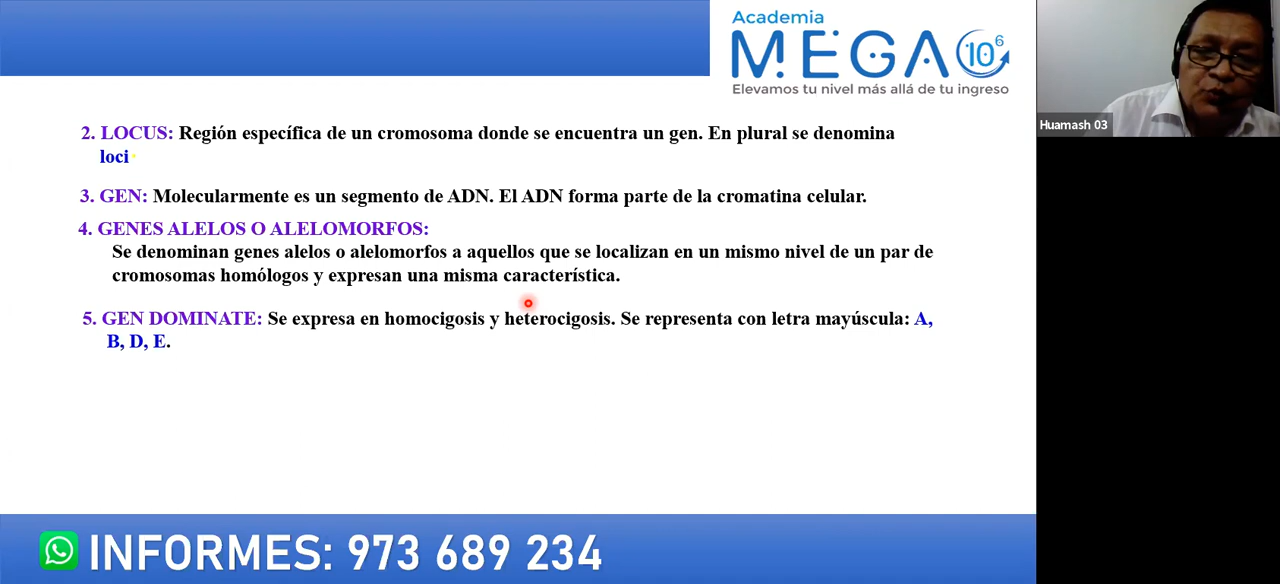 Academia
MEGA 10⁶
Elevamos tu nivel más allá de tu ingreso
Huamash 03
2. LOCUS: Región específica de un cromosoma donde se encuentra un gen. En plural se denomina
loci
3. GEN: Molecularmente es un segmento de ADN. El ADN forma parte de la cromatina celular.
4. GENES ALELOS O ALELOMORFOS:
Se denominan genes alelos o alelomorfos a aquellos que se localizan en un mismo nivel de un par de
cromosomas homólogos y expresan una misma característica.
5. GEN DOMINATE: Se expresa en homocigosis y heterocigosis. Se representa con letra mayúscula: A,
B, D, E.
INFORMES: 973 689 234